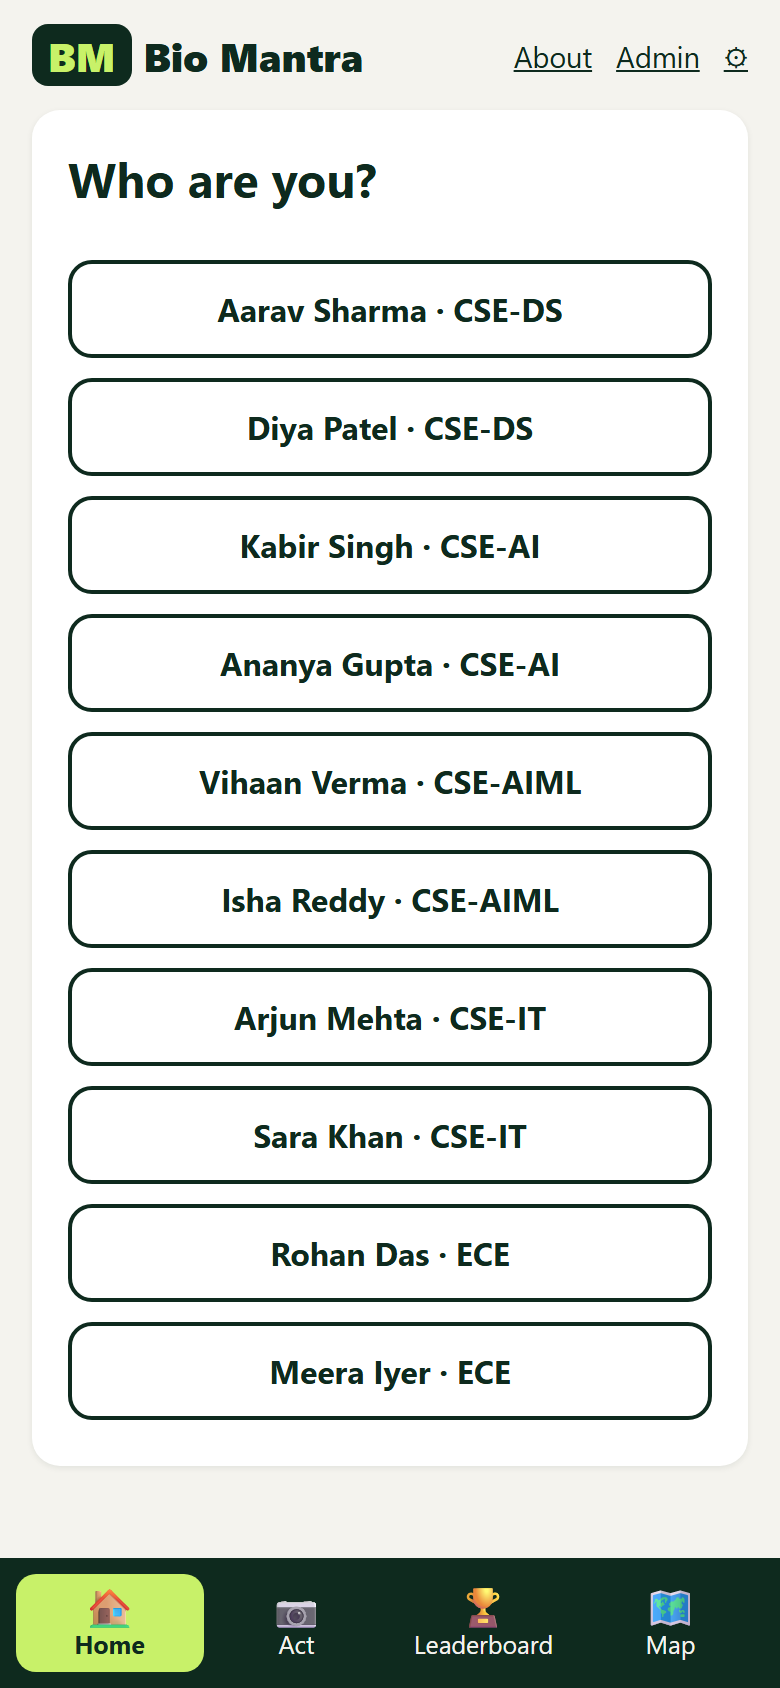 BM Bio Mantra About Admin ⚙
Who are you?
Aarav Sharma · CSE-DS
Diya Patel · CSE-DS
Kabir Singh · CSE-AI
Ananya Gupta · CSE-AI
Vihaan Verma · CSE-AIML
Isha Reddy · CSE-AIML
Arjun Mehta · CSE-IT
Sara Khan · CSE-IT
Rohan Das · ECE
Meera Iyer · ECE
Home Act Leaderboard Map